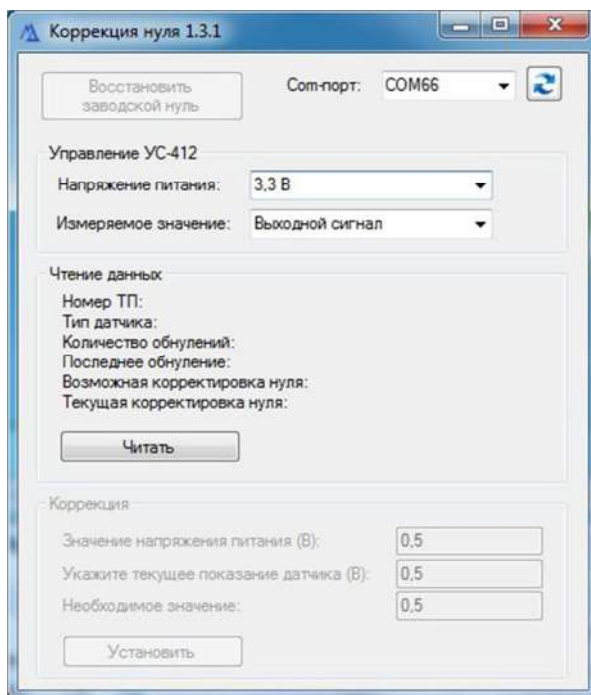 Коррекция нуля 1.3.1
Восстановить
заводской нуль
Com-порт:
COM66
Управление УС-412
Напряжение питания:
3,3 В
Измеряемое значение:
Выходной сигнал
Чтение данных
Номер ТП:
Тип датчика:
Количество обнулений:
Последнее обнуление:
Возможная корректировка нуля:
Текущая корректировка нуля:
Читать
Коррекция
Значение напряжения питания (В):
0,5
Укажите текущее показание датчика (В):
0,5
Необходимое значение:
0,5
Установить